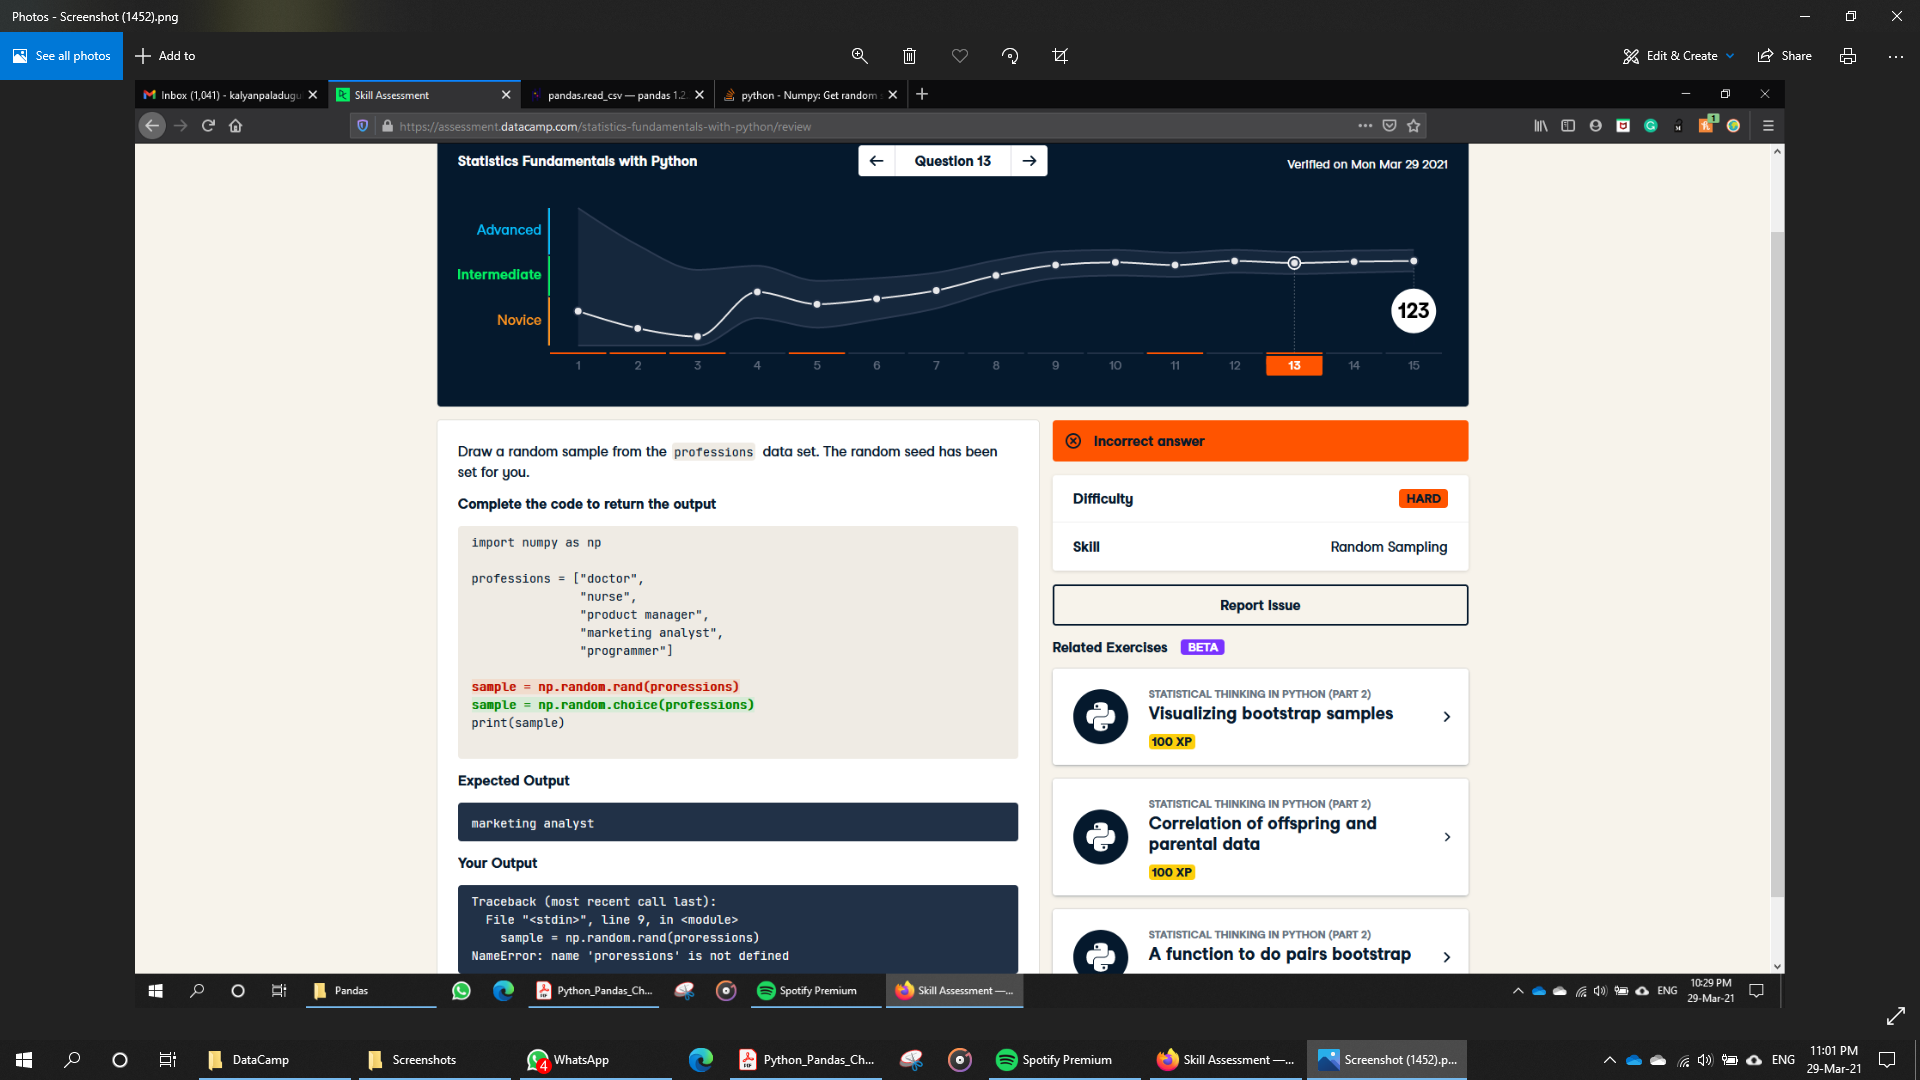 Photos - Screenshot (1452).png
See all photos
Add to
Edit & Create
Share
Inbox (1,041) - kalyanpaladugu
Skill Assessment
pandas.read_csv — pandas 1.2.
python - Numpy: Get random
https://assessment.datacamp.com/statistics-fundamentals-with-python/review
1
Statistics Fundamentals with Python
Question 13
Verified on Mon Mar 29 2021
Advanced
Intermediate
Novice
123
1 2 3 4 5 6 7 8 9 10 11 12 13 14 15
Draw a random sample from the professions data set. The random seed has been
set for you.
Complete the code to return the output
import numpy as np
professions = ["doctor",
"nurse",
"product manager",
"marketing analyst",
"programmer"]
sample = np.random.rand(proressions)
sample = np.random.choice(professions)
print(sample)
Expected Output
marketing analyst
Your Output
Traceback (most recent call last):
File "<stdin>", line 9, in <module>
sample = np.random.rand(proressions)
NameError: name 'proressions' is not defined
Incorrect answer
Difficulty
HARD
Skill
Random Sampling
Report Issue
Related Exercises
BETA
STATISTICAL THINKING IN PYTHON (PART 2)
Visualizing bootstrap samples
100 XP
STATISTICAL THINKING IN PYTHON (PART 2)
Correlation of offspring and
parental data
100 XP
STATISTICAL THINKING IN PYTHON (PART 2)
A function to do pairs bootstrap
Pandas
Python_Pandas_Ch...
Spotify Premium
Skill Assessment —...
ENG
10:29 PM
29-Mar-21
DataCamp
Screenshots
4
WhatsApp
Python_Pandas_Ch...
Spotify Premium
Skill Assessment —...
Screenshot (1452).p...
ENG
11:01 PM
29-Mar-21